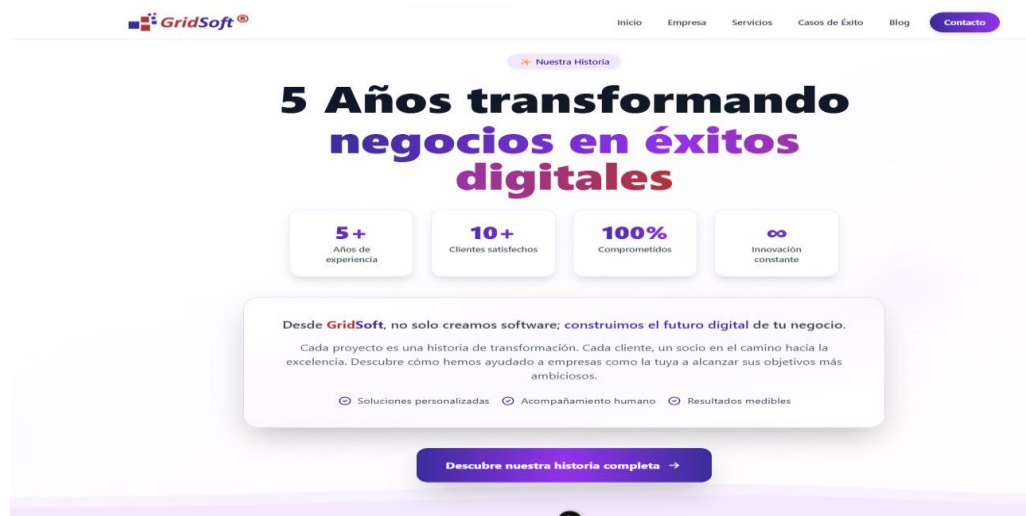 GridSoft ®
Inicio Empresa Servicios Casos de Éxito Blog Contacto
✨ Nuestra Historia
5 Años transformando
negocios en éxitos
digitales
5+
Años de
experiencia
10+
Clientes satisfechos
100%
Comprometidos
∞
Innovación
constante
Desde GridSoft, no solo creamos software; construimos el futuro digital de tu negocio.
Cada proyecto es una historia de transformación. Cada cliente, un socio en el camino hacia la
excelencia. Descubre cómo hemos ayudado a empresas como la tuya a alcanzar sus objetivos más
ambiciosos.
Soluciones personalizadas Acompañamiento humano Resultados medibles
Descubre nuestra historia completa →